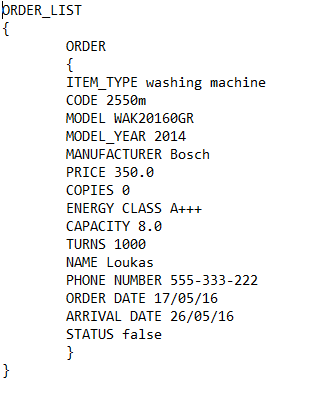 ORDER_LIST
{
ORDER
{
ITEM_TYPE washing machine
CODE 2550m
MODEL WAK20160GR
MODEL_YEAR 2014
MANUFACTURER Bosch
PRICE 350.0
COPIES 0
ENERGY CLASS A+++
CAPACITY 8.0
TURNS 1000
NAME Loukas
PHONE NUMBER 555-333-222
ORDER DATE 17/05/16
ARRIVAL DATE 26/05/16
STATUS false
}
}